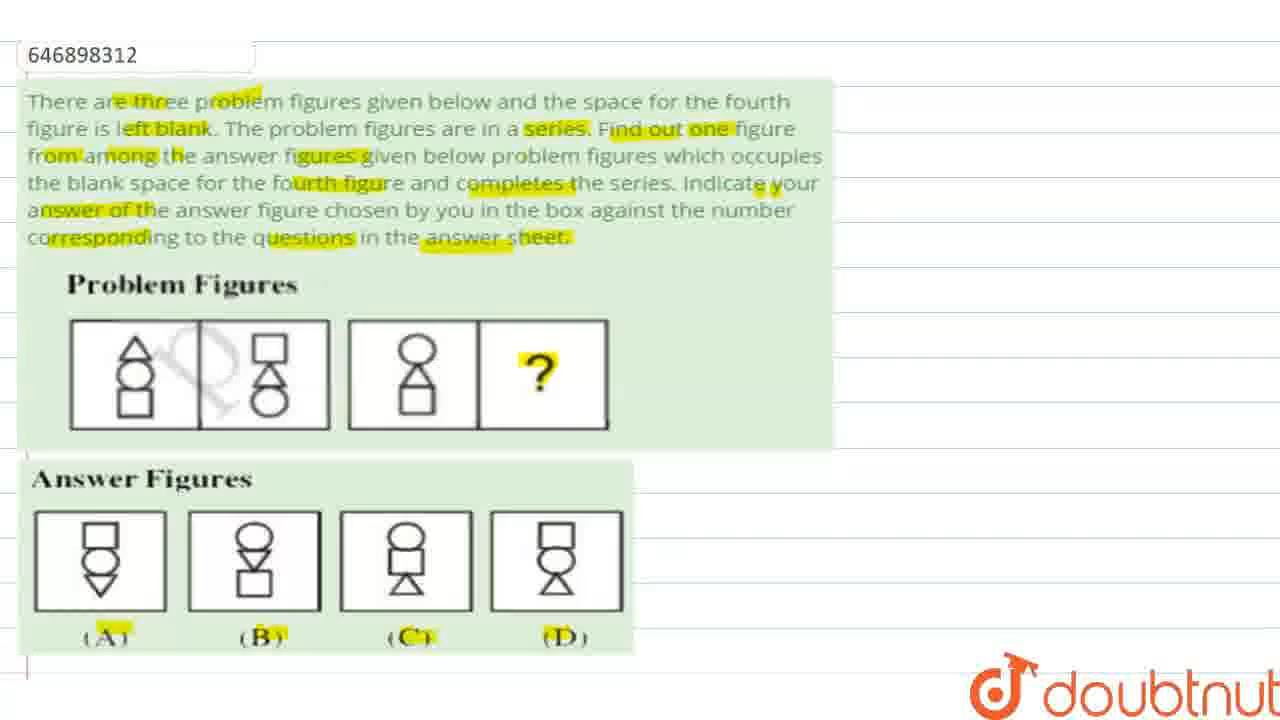 646898312
There are three problem figures given below and the space for the fourth
figure is left blank. The problem figures are in a series. Find out one figure
from among the answer figures given below problem figures which occupies
the blank space for the fourth figure and completes the series. Indicate your
answer of the answer figure chosen by you in the box against the number
corresponding to the questions in the answer sheet.
Problem Figures
p
?
Answer Figures
(A) (B) (C) (D)
doubtnut